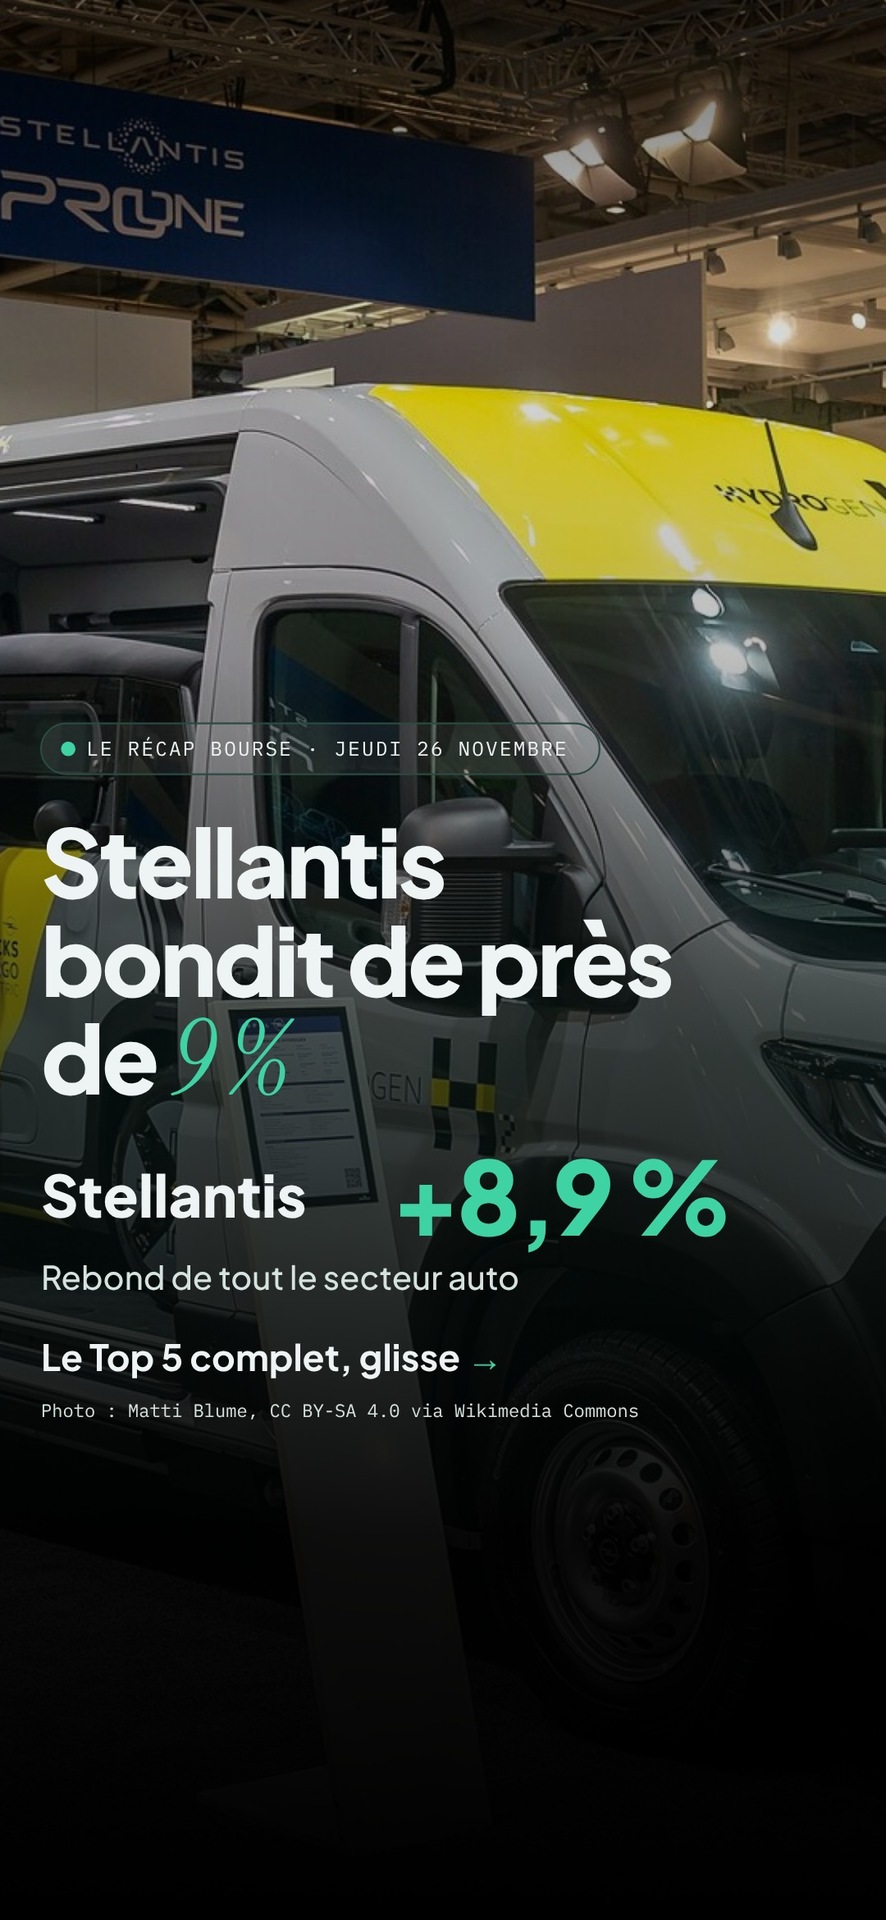 STELLANTIS
PRO ONE
HYDROGEN
LE RÉCAP BOURSE · JEUDI 26 NOVEMBRE
Stellantis
bondit de près
de 9 %
GEN
Stellantis +8,9 %
Rebond de tout le secteur auto
Le Top 5 complet, glisse →
Photo : Matti Blume, CC BY-SA 4.0 via Wikimedia Commons